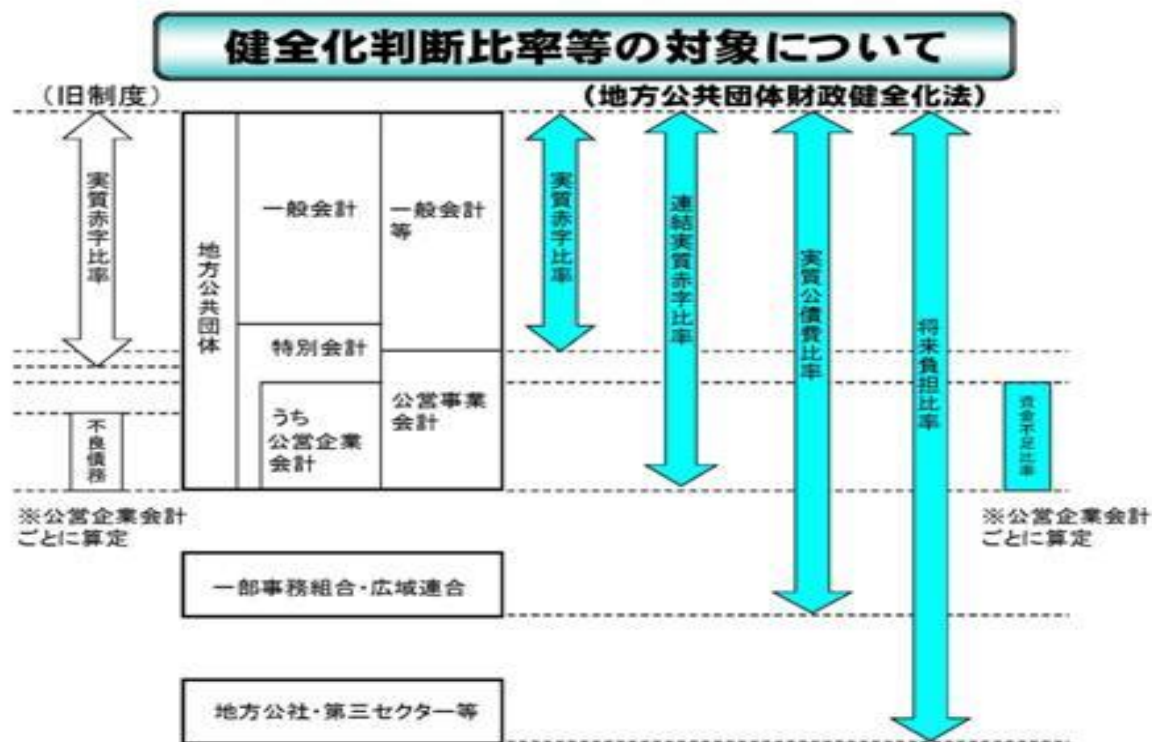 健全化判断比率等の対象について
（旧制度）
（地方公共団体財政健全化法）
実質赤字比率
不良債務
※公営企業会計
ごとに算定
地方公共団体
一般会計
特別会計
うち
公営企業
会計
一般会計
等
公営事業
会計
一部事務組合・広域連合
地方公社・第三セクター等
実質赤字比率
連結実質赤字比率
実質公債費比率
将来負担比率
資金不足比率
※公営企業会計
ごとに算定